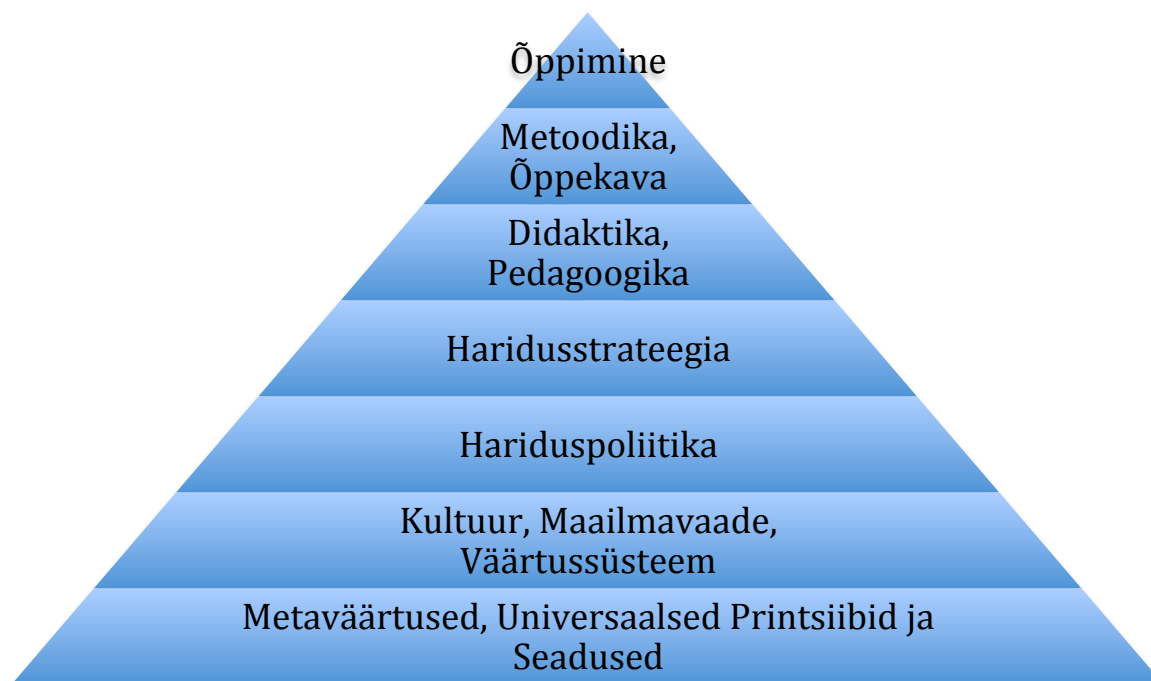 Õppimine
Metoodika,
Õppekava
Didaktika,
Pedagoogika
Haridusstrateegia
Hariduspoliitika
Kultuur, Maailmavaade,
Väärtussüsteem
Metaväärtused, Universaalsed Printsiibid ja
Seadused